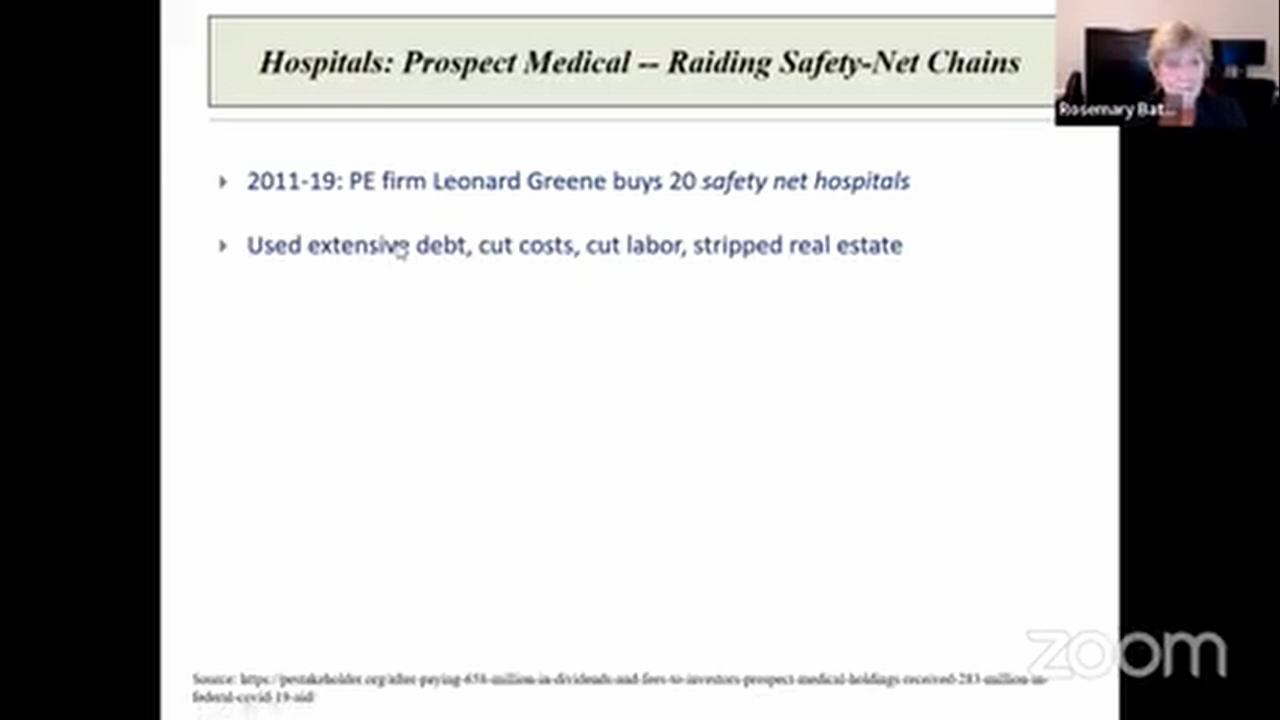 Hospitals: Prospect Medical -- Raiding Safety-Net Chains
Rosemary Bat...
2011-19: PE firm Leonard Greene buys 20 safety net hospitals
Used extensive debt, cut costs, cut labor, stripped real estate
zoom
Source: https://pestakeholder.org/after-paying-658-million-in-dividends-and-fees-to-investors-prospect-medical-holdings-received-283-million-in-
federal-covid-19-aid/